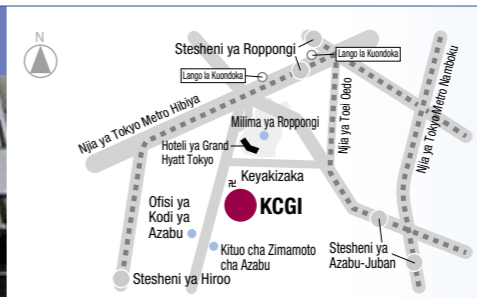 N
Stesheni ya
Roppongi
Lango la Kuondoka
Lango la Kuondoka
Njia ya Tokyo Metro Hibiya
Milima ya Roppongi
Hoteli ya Grand
Hyatt Tokyo
Njia ya Toei Oedo
Njia ya Tokyo Metro Namboku
Keyakizaka
卍
KCGI
Ofisi ya
Kodi ya
Azabu
Kituo cha Zimamoto
cha Azabu
Stesheni ya
Azabu-Juban
Stesheni ya Hiroo